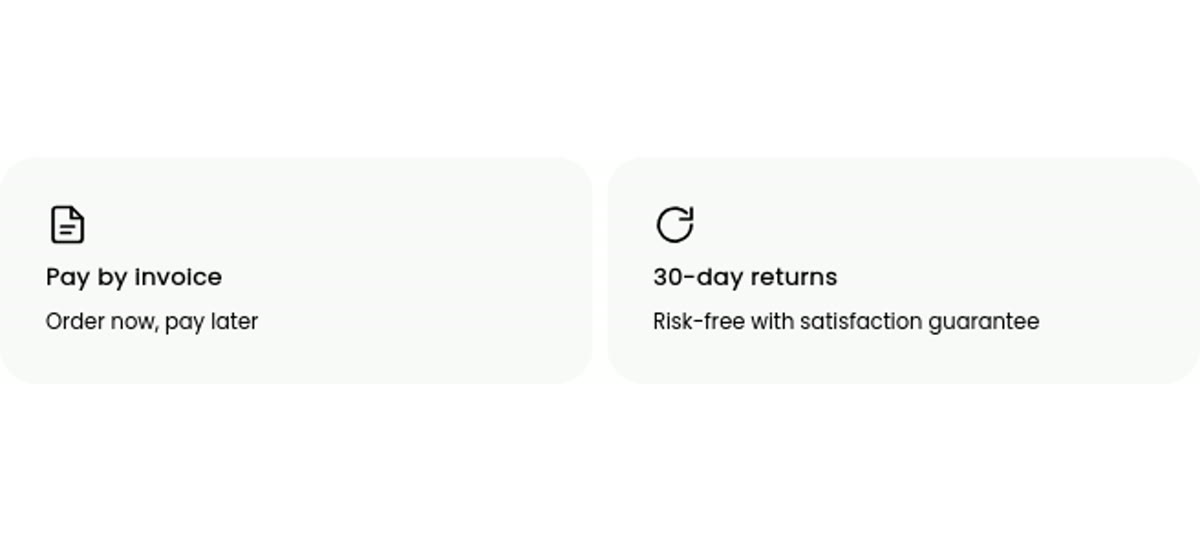 Pay by invoice
Order now, pay later
30-day returns
Risk-free with satisfaction guarantee